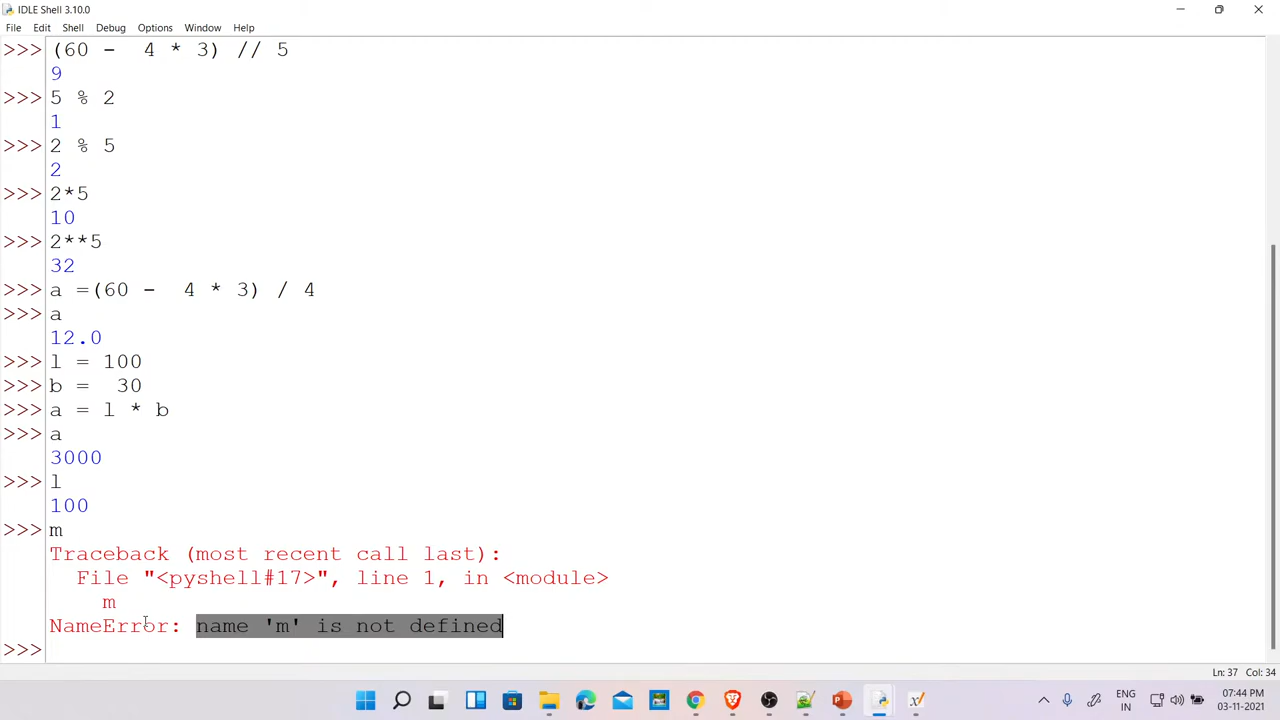 IDLE Shell 3.10.0
File Edit Shell Debug Options Window Help
>>> (60 -  4 * 3) // 5
9
>>> 5 % 2
1
>>> 2 % 5
2
>>> 2*5
10
>>> 2**5
32
>>> a =(60 -  4 * 3) / 4
>>> a
12.0
>>> l = 100
>>> b =  30
>>> a = l * b
>>> a
3000
>>> l
100
>>> m
Traceback (most recent call last):
  File "<pyshell#17>", line 1, in <module>
    m
NameError: name 'm' is not defined
>>>
Ln: 37 Col: 34
ENG
IN
07:44 PM
03-11-2021